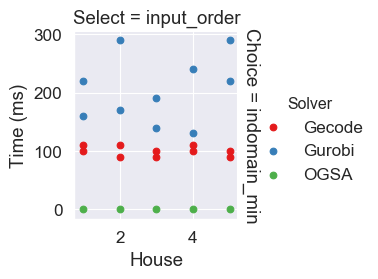 Select = input_order
Time (ms)
300
200
100
0
2
4
House
Choice = indomain_min
Solver
Gecode
Gurobi
OGSA